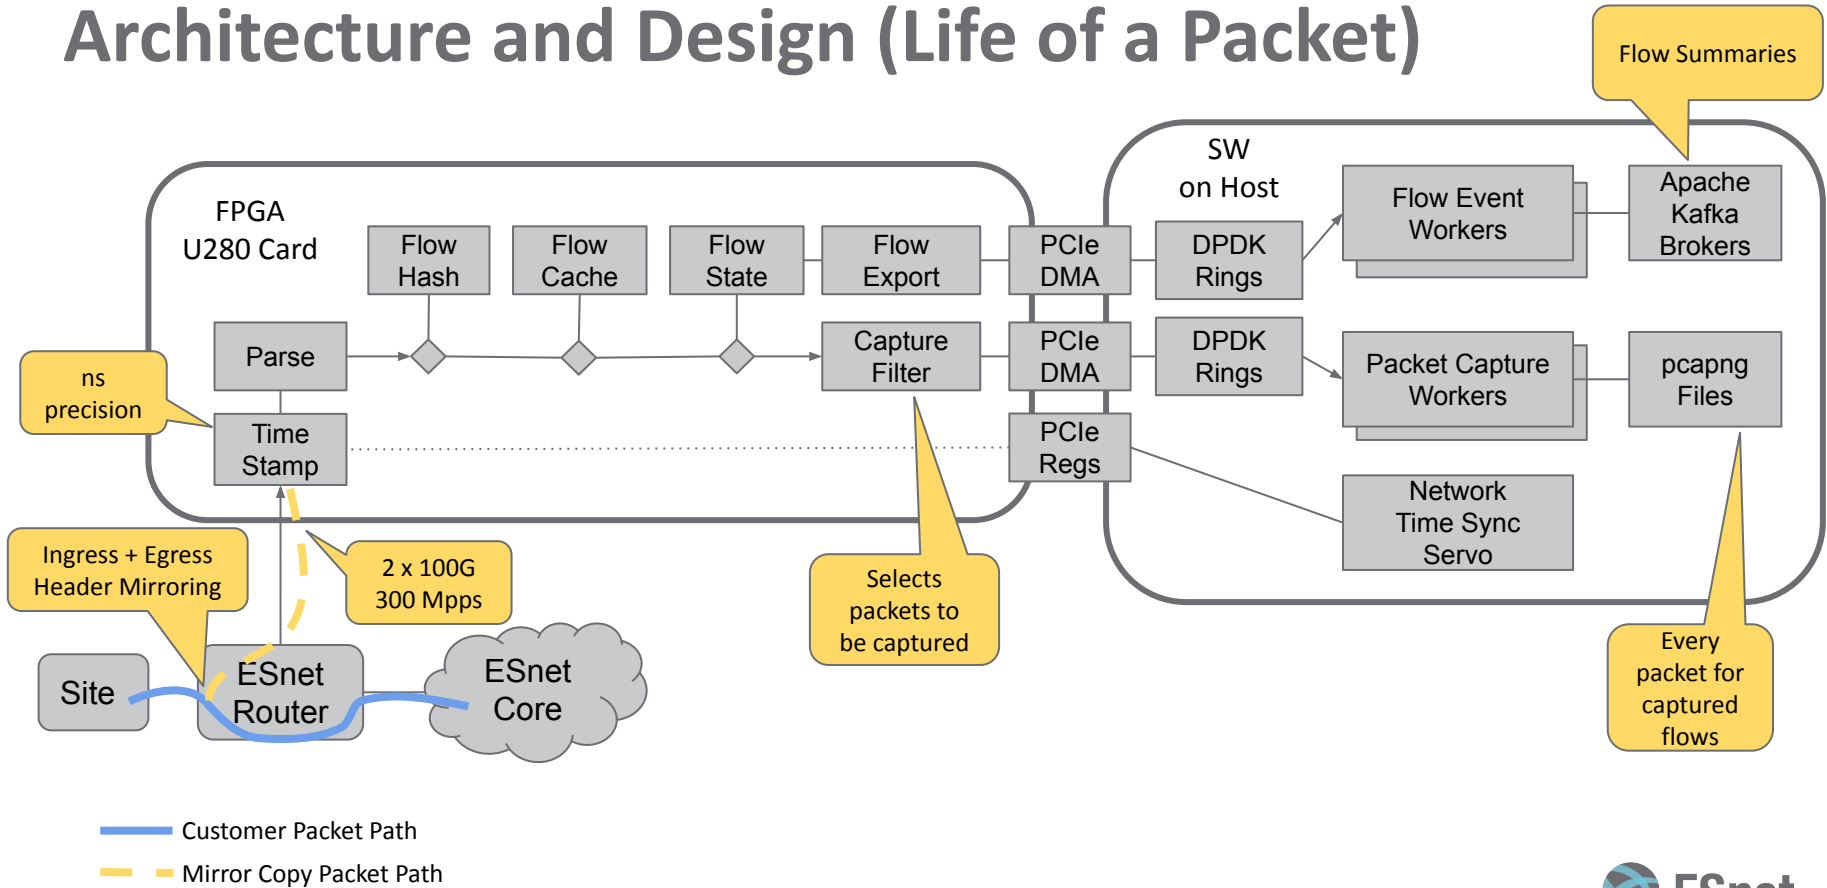 Architecture and Design (Life of a Packet)
Flow Summaries
SW
on Host
FPGA
U280 Card
Flow
Hash
Flow
Cache
Flow
State
Flow
Export
PCIe
DMA
DPDK
Rings
Flow Event
Workers
Apache
Kafka
Brokers
Parse
Capture
Filter
PCIe
DMA
DPDK
Rings
Packet Capture
Workers
pcapng
Files
ns
precision
Time
Stamp
PCIe
Regs
Network
Time Sync
Servo
Ingress + Egress
Header Mirroring
2 x 100G
300 Mpps
Selects
packets to
be captured
Every
packet for
captured
flows
Site
ESnet
Router
ESnet
Core
Customer Packet Path
Mirror Copy Packet Path
ESnet